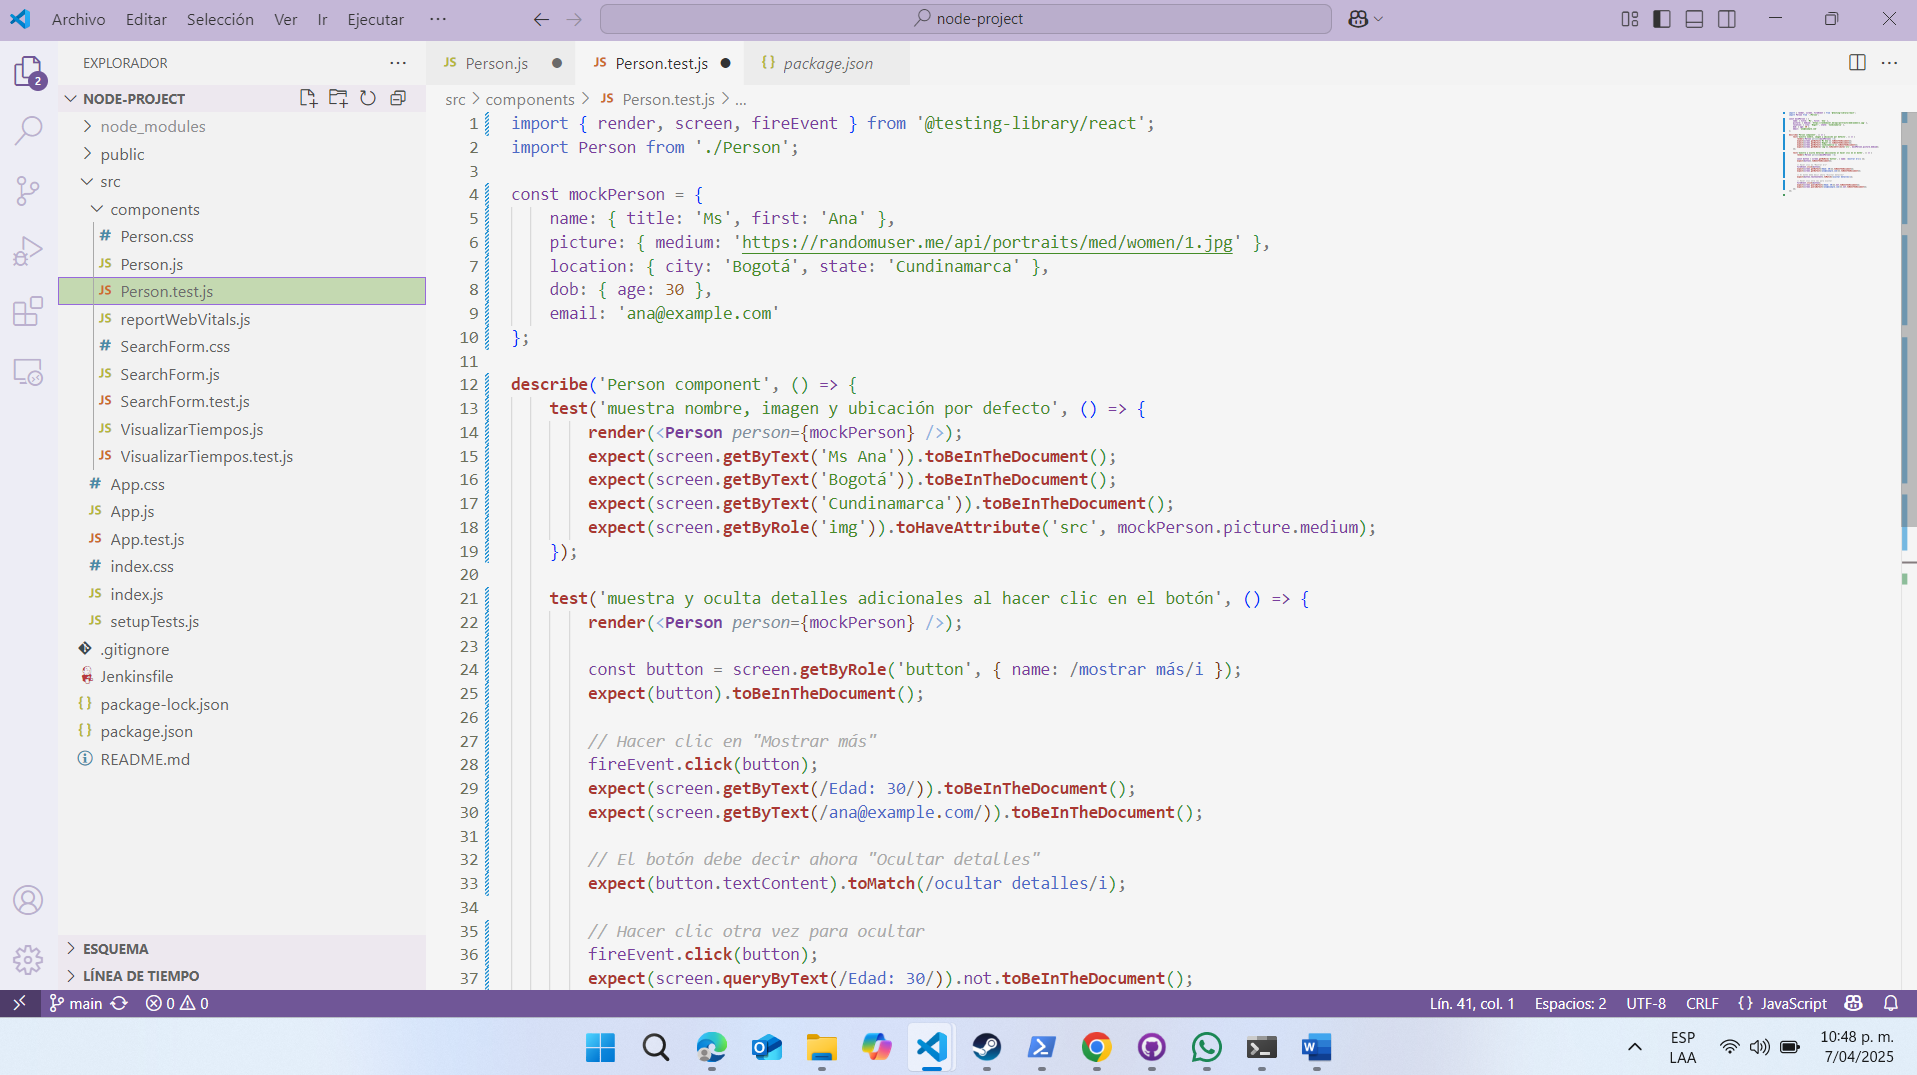 Archivo Editar Selección Ver Ir Ejecutar ··· node-project
EXPLORADOR
NODE-PROJECT
node_modules
public
src
components
# Person.css
JS Person.js
JS Person.test.js
JS reportWebVitals.js
# SearchForm.css
JS SearchForm.js
JS SearchForm.test.js
JS VisualizarTiempos.js
JS VisualizarTiempos.test.js
# App.css
JS App.js
JS App.test.js
# index.css
JS index.js
JS setupTests.js
.gitignore
Jenkinsfile
{} package-lock.json
{} package.json
README.md
ESQUEMA
LÍNEA DE TIEMPO
2
JS Person.js ● JS Person.test.js ● {} package.json
src > components > JS Person.test.js > ...
1 import { render, screen, fireEvent } from '@testing-library/react';
2 import Person from './Person';
3
4 const mockPerson = {
5 name: { title: 'Ms', first: 'Ana' },
6 picture: { medium: 'https://randomuser.me/api/portraits/med/women/1.jpg' },
7 location: { city: 'Bogotá', state: 'Cundinamarca' },
8 dob: { age: 30 },
9 email: 'ana@example.com'
10 };
11
12 describe('Person component', () => {
13 test('muestra nombre, imagen y ubicación por defecto', () => {
14 render(<Person person={mockPerson} />);
15 expect(screen.getByText('Ms Ana')).toBeInTheDocument();
16 expect(screen.getByText('Bogotá')).toBeInTheDocument();
17 expect(screen.getByText('Cundinamarca')).toBeInTheDocument();
18 expect(screen.getByRole('img')).toHaveAttribute('src', mockPerson.picture.medium);
19 });
20
21 test('muestra y oculta detalles adicionales al hacer clic en el botón', () => {
22 render(<Person person={mockPerson} />);
23
24 const button = screen.getByRole('button', { name: /mostrar más/i });
25 expect(button).toBeInTheDocument();
26
27 // Hacer clic en "Mostrar más"
28 fireEvent.click(button);
29 expect(screen.getByText(/Edad: 30/)).toBeInTheDocument();
30 expect(screen.getByText(/ana@example.com/)).toBeInTheDocument();
31
32 // El botón debe decir ahora "Ocultar detalles"
33 expect(button.textContent).toMatch(/ocultar detalles/i);
34
35 // Hacer clic otra vez para ocultar
36 fireEvent.click(button);
37 expect(screen.queryByText(/Edad: 30/)).not.toBeInTheDocument();
main 0 0 Lín. 41, col. 1 Espacios: 2 UTF-8 CRLF {} JavaScript
ESP
LAA
10:48 p. m.
7/04/2025